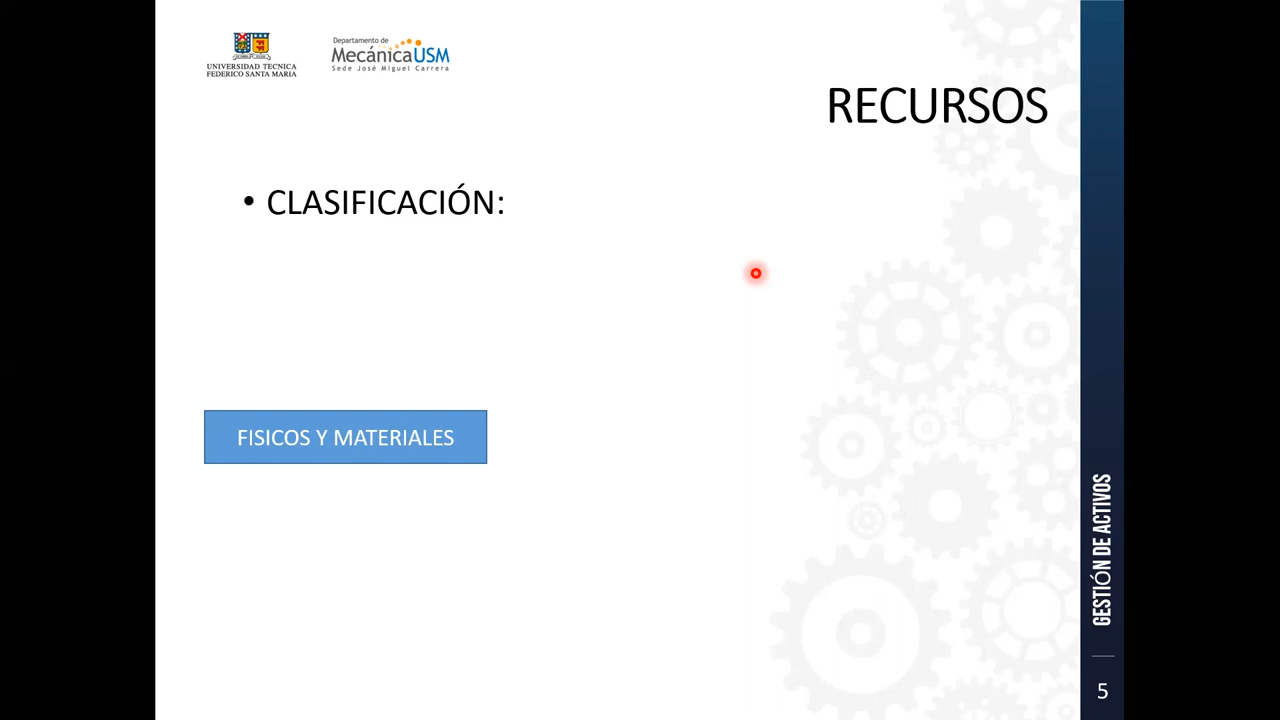 UNIVERSIDAD TECNICA
FEDERICO SANTA MARIA
Departamento de
MecánicaUSM
Sede José Miguel Carrera
RECURSOS
• CLASIFICACIÓN:
FISICOS Y MATERIALES
GESTIÓN DE ACTIVOS
5